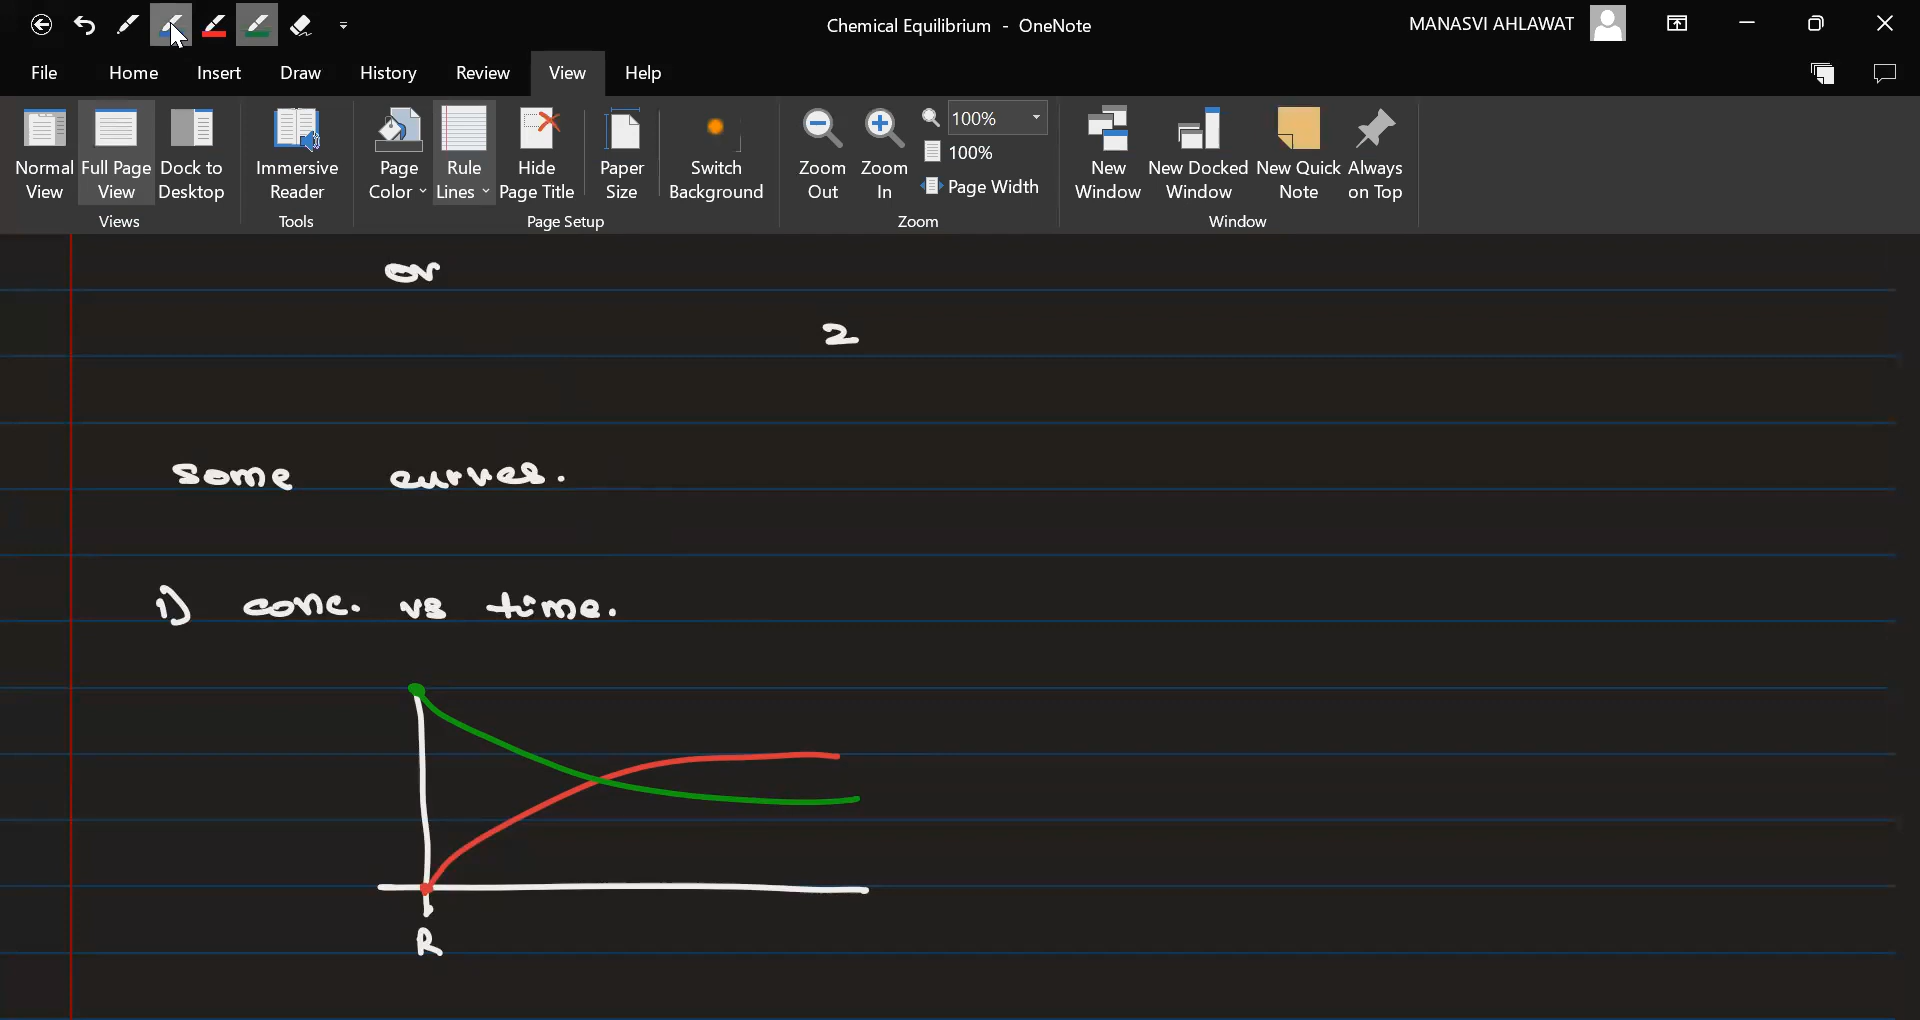 Chemical Equilibrium - OneNote
MANASVI AHLAWAT
File Home Insert Draw History Review View Help
Normal View
Full Page View
Dock to Desktop
Views
Immersive Reader
Tools
Page Color
Rule Lines
Hide Page Title
Paper Size
Page Setup
Switch Background
Zoom Out
Zoom In
100%
100%
Page Width
Zoom
New Window
New Docked Window
New Quick Note
Always on Top
Window
or
2
Some curves.
1) conc. vs time.
R